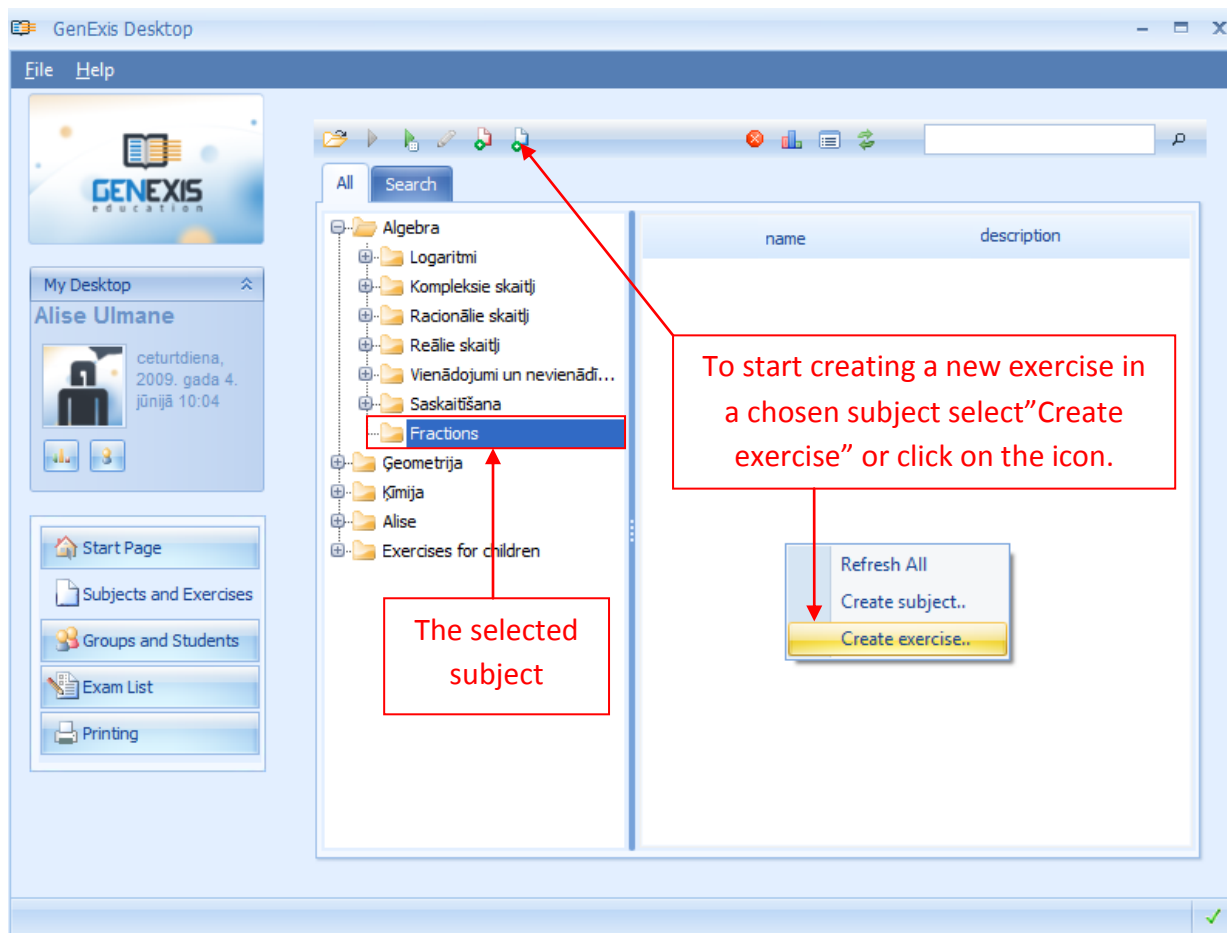 GenExis Desktop
File Help
GENEXIS
education
My Desktop
Alise Ulmane
ceturtdiena,
2009. gada 4.
jūnijā 10:04
Start Page
Subjects and Exercises
Groups and Students
Exam List
Printing
All Search
Algebra
Logaritmi
Kompleksie skaitļi
Racionālie skaitļi
Reālie skaitļi
Vienādojumi un nevienādī...
Saskaitīšana
Fractions
Ģeometrija
Ķīmija
Alise
Exercises for children
The selected
subject
name description
To start creating a new exercise in
a chosen subject select”Create
exercise” or click on the icon.
Refresh All
Create subject..
Create exercise..